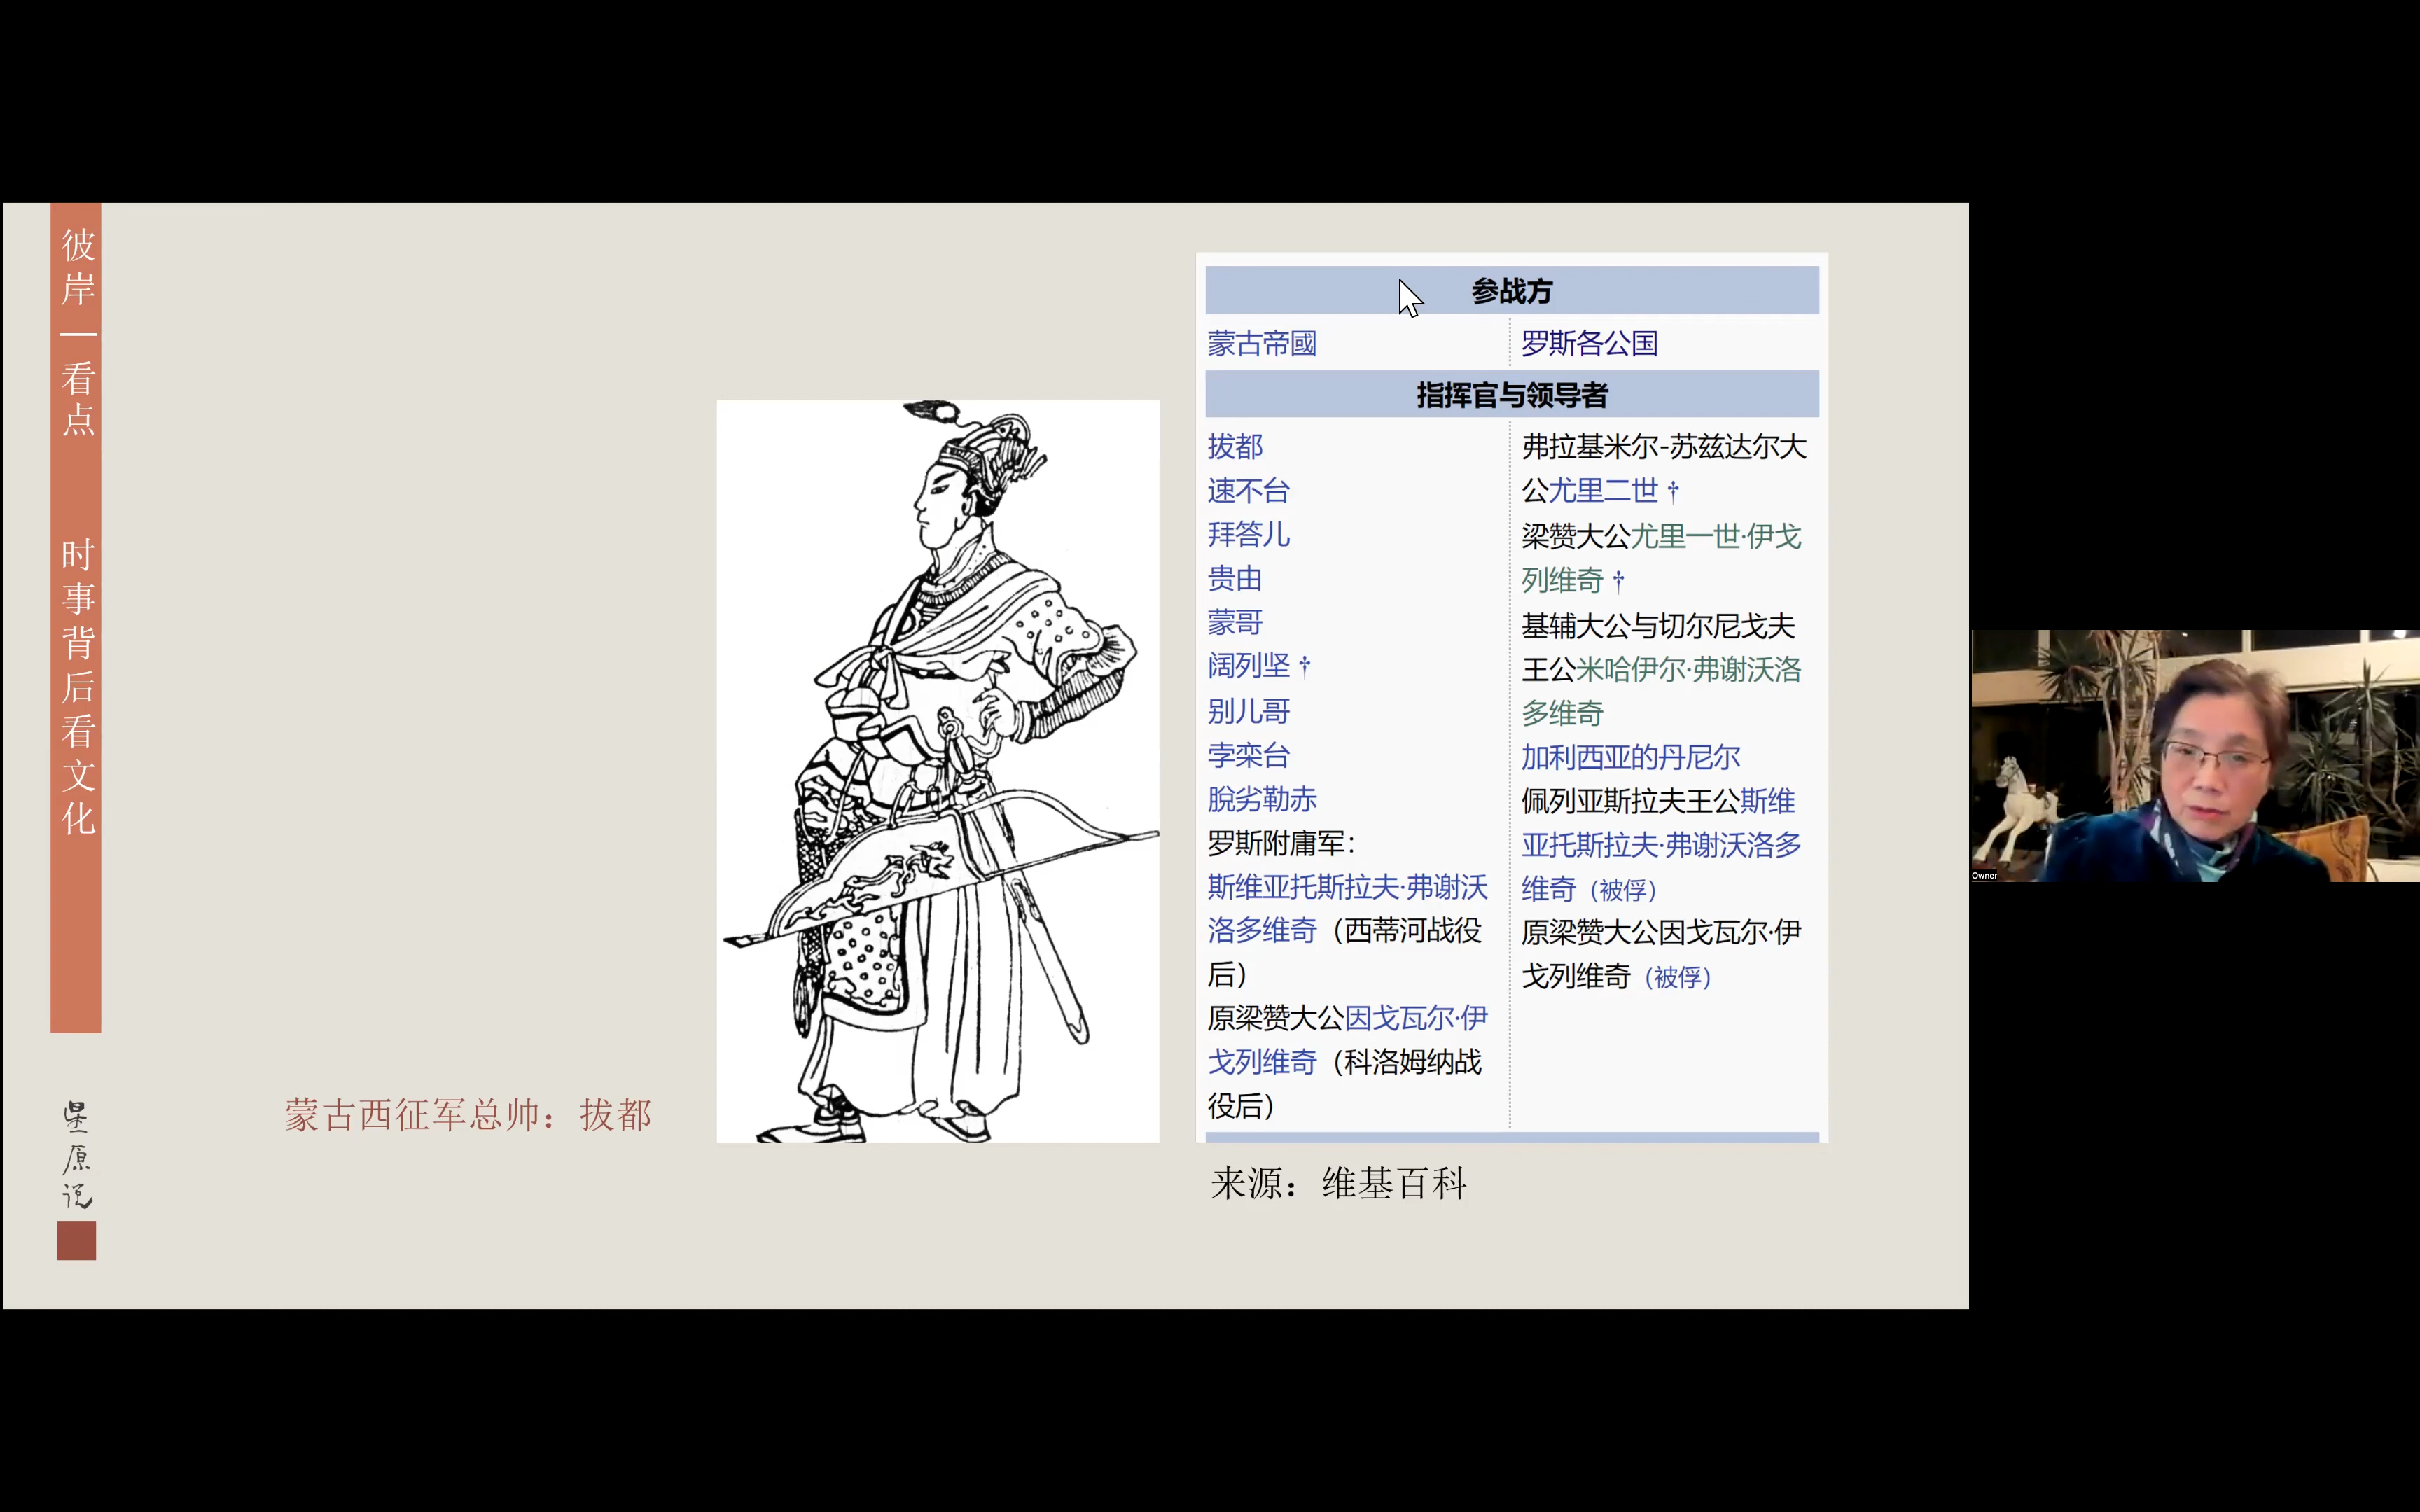 彼岸|看点
时事背后看文化
星原说
蒙古西征军总帅：拔都
参战方
蒙古帝國
罗斯各公国
指挥官与领导者
拔都
速不台
拜答儿
贵由
蒙哥
阔列坚 †
别儿哥
孛栾台
脱劣勒赤
罗斯附庸军：
斯维亚托斯拉夫·弗谢沃
洛多维奇（西蒂河战役
后）
原梁赞大公因戈瓦尔·伊
戈列维奇（科洛姆纳战
役后）
弗拉基米尔-苏兹达尔大
公尤里二世 †
梁赞大公尤里一世·伊戈
列维奇 †
基辅大公与切尔尼戈夫
王公米哈伊尔·弗谢沃洛
多维奇
加利西亚的丹尼尔
佩列亚斯拉夫王公斯维
亚托斯拉夫·弗谢沃洛多
维奇（被俘）
原梁赞大公因戈瓦尔·伊
戈列维奇（被俘）
来源：维基百科
Owner